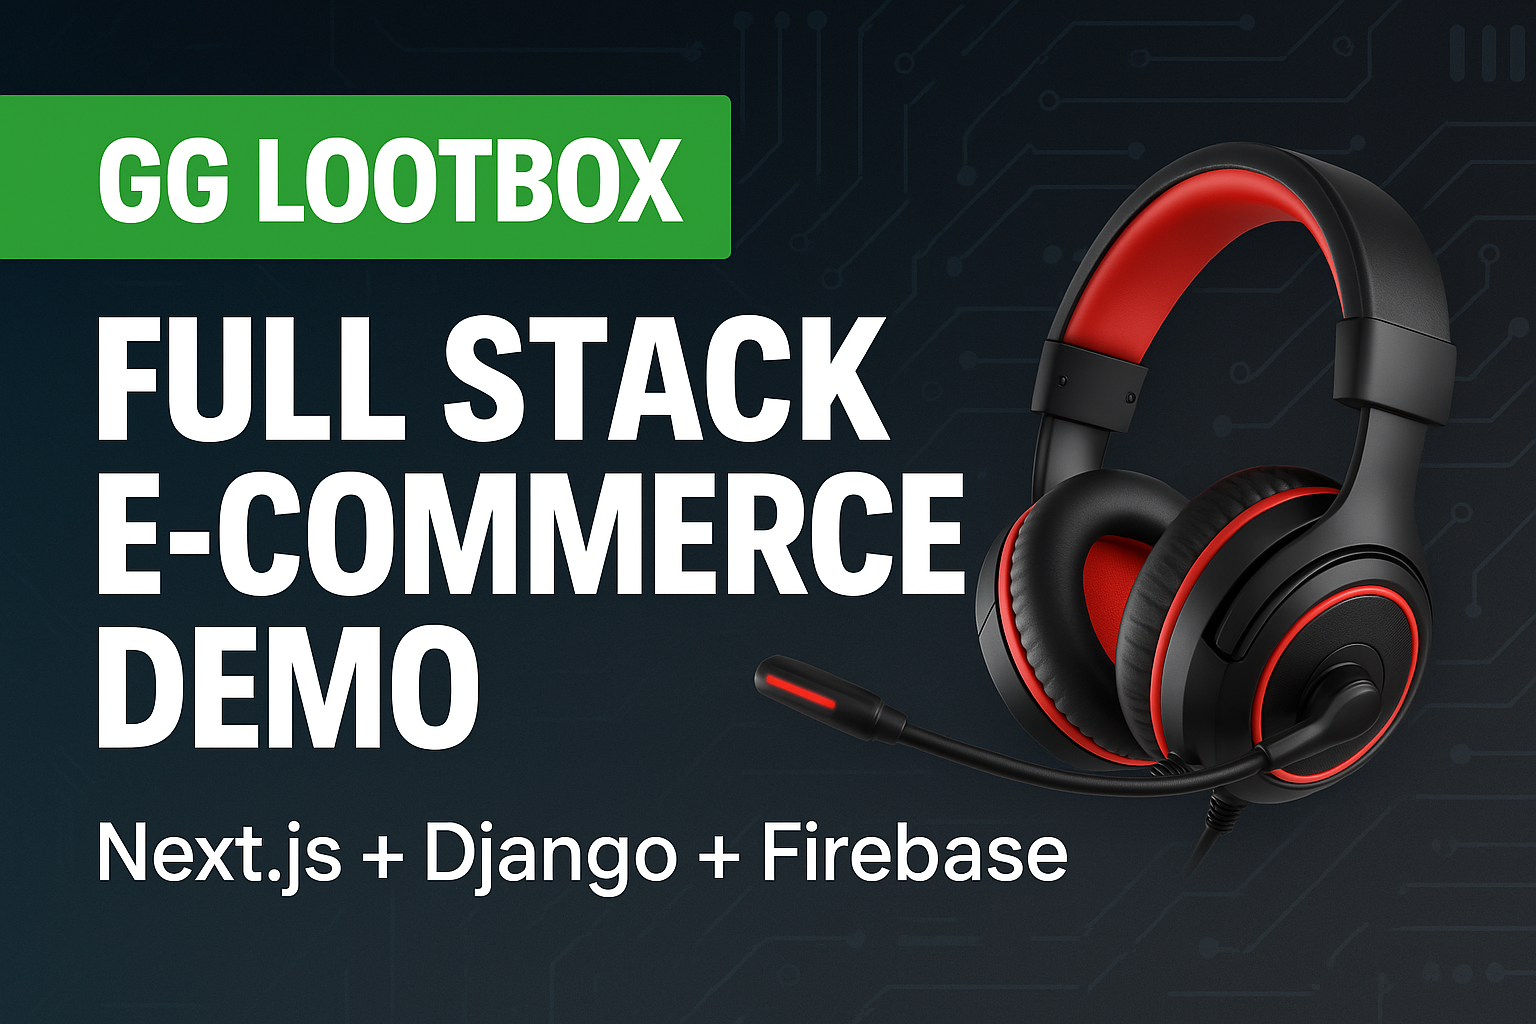 GG LOOTBOX
FULL STACK
E-COMMERCE
DEMO
Next.js + Django + Firebase